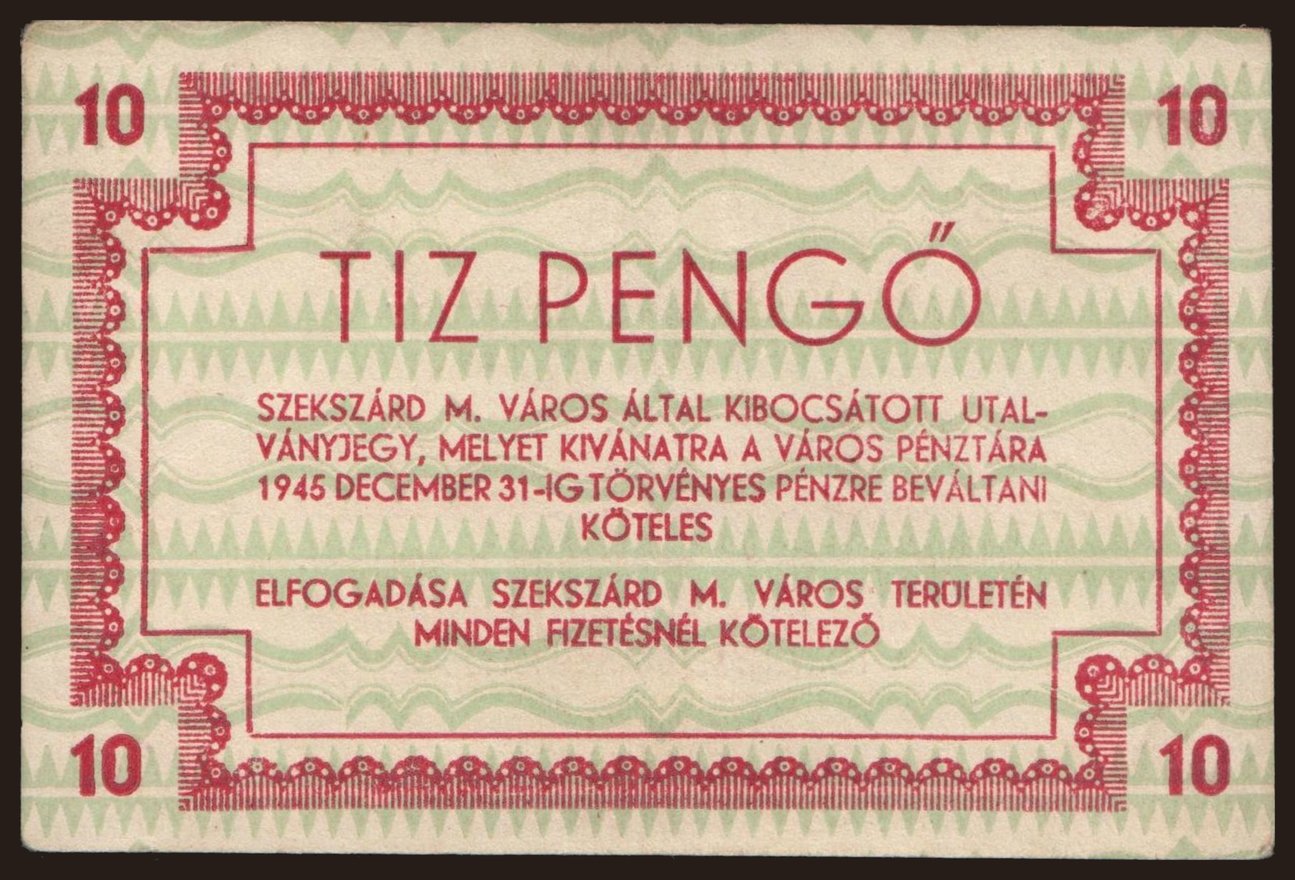 10 10
TIZ PENGŐ
SZEKSZÁRD M. VÁROS ÁLTAL KIBOCSÁTOTT UTAL-
VÁNYJEGY, MELYET KIVÁNATRA A VÁROS PÉNZTÁRA
1945 DECEMBER 31-IG TÖRVÉNYES PÉNZRE BEVÁLTANI
KÖTELES
ELFOGADÁSA SZEKSZÁRD M. VÁROS TERÜLETÉN
MINDEN FIZETÉSNÉL KÖTELEZŐ
10 10